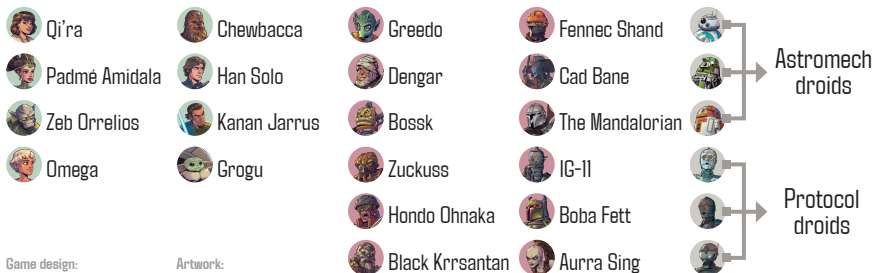 Qi'ra
Padmé Amidala
Zeb Orrelios
Omega
Chewbacca
Han Solo
Kanan Jarrus
Grogu
Greedo
Dengar
Bossk
Zuckuss
Hondo Ohnaka
Black Krrsantan
Fennec Shand
Cad Bane
The Mandalorian
IG-11
Boba Fett
Aurra Sing
Astromech
droids
Protocol
droids
Game design:
Artwork: